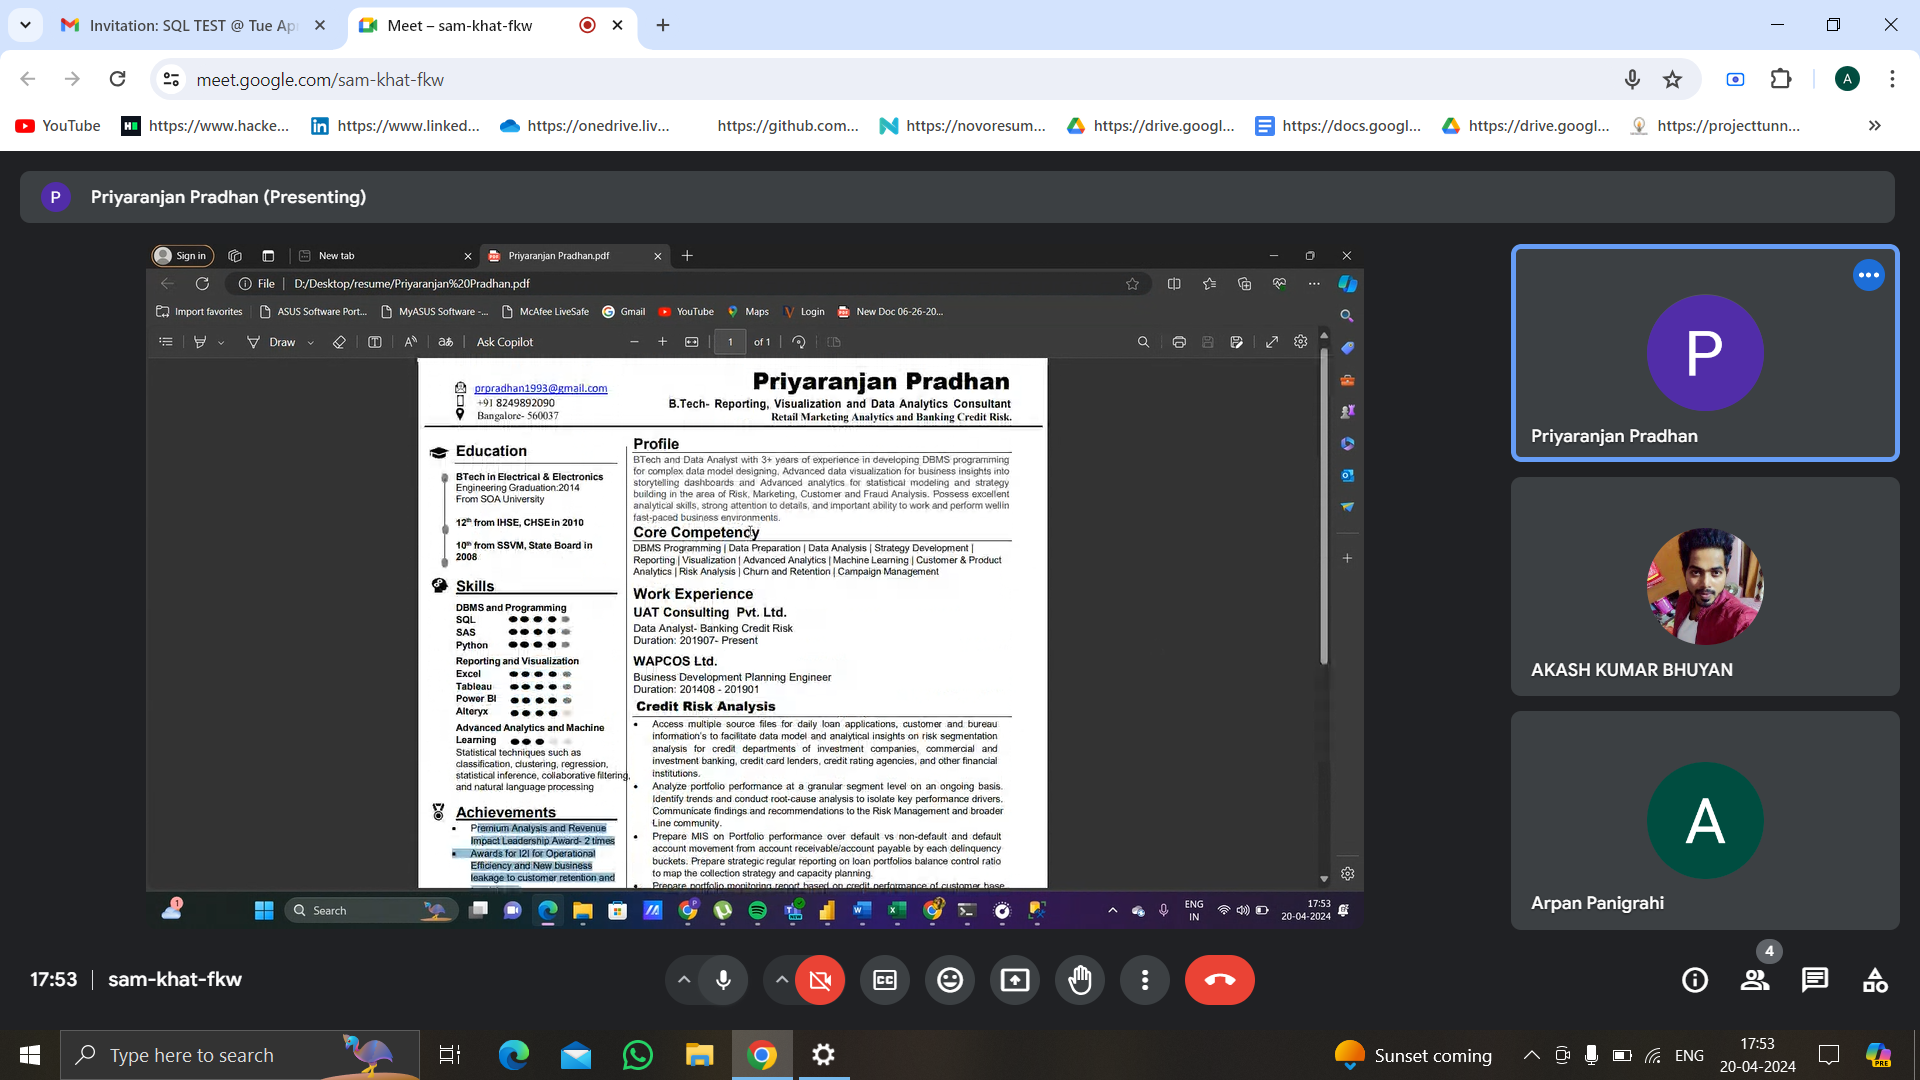 Invitation: SQL TEST @ Tue Ap
Meet – sam-khat-fkw
meet.google.com/sam-khat-fkw
A
YouTube
https://www.hacke...
https://www.linked...
https://onedrive.liv...
https://github.com...
https://novoresum...
https://drive.googl...
https://docs.googl...
https://drive.googl...
https://projecttunn...
P
Priyaranjan Pradhan (Presenting)
Sign in
New tab
Priyaranjan Pradhan.pdf
File
D:/Desktop/resume/Priyaranjan%20Pradhan.pdf
Import favorites
ASUS Software Port...
MyASUS Software -...
McAfee LiveSafe
Gmail
YouTube
Maps
Login
New Doc 06-26-20...
Draw
Ask Copilot
1
of 1
prpradhan1993@gmail.com
+91 8249892090
Bangalore- 560037
Priyaranjan Pradhan
B.Tech- Reporting, Visualization and Data Analytics Consultant
Retail Marketing Analytics and Banking Credit Risk.
Education
BTech in Electrical & Electronics
Engineering Graduation:2014
From SOA University
12th from IHSE, CHSE in 2010
10th from SSVM, State Board in
2008
Skills
DBMS and Programming
SQL
SAS
Python
Reporting and Visualization
Excel
Tableau
Power BI
Alteryx
Advanced Analytics and Machine
Learning
Statistical techniques such as
classification, clustering, regression,
statistical inference, collaborative filtering,
and natural language processing
Achievements
Premium Analysis and Revenue
Impact Leadership Award- 2 times
Awards for I2I for Operational
Efficiency and New business
leakage to customer retention and
Profile
BTech and Data Analyst with 3+ years of experience in developing DBMS programming
for complex data model designing, Advanced data visualization for business insights into
storytelling dashboards and Advanced analytics for statistical modeling and strategy
building in the area of Risk, Marketing, Customer and Fraud Analysis. Possess excellent
analytical skills, strong attention to details, and important ability to work and perform wellin
fast-paced business environments.
Core Competency
DBMS Programming | Data Preparation | Data Analysis | Strategy Development |
Reporting | Visualization | Advanced Analytics | Machine Learning | Customer & Product
Analytics | Risk Analysis | Churn and Retention | Campaign Management
Work Experience
UAT Consulting Pvt. Ltd.
Data Analyst- Banking Credit Risk
Duration: 201907- Present
WAPCOS Ltd.
Business Development Planning Engineer
Duration: 201408 - 201901
Credit Risk Analysis
Access multiple source files for daily loan applications, customer and bureau
information's to facilitate data model and analytical insights on risk segmentation
analysis for credit departments of investment companies, commercial and
investment banking, credit card lenders, credit rating agencies, and other financial
institutions.
Analyze portfolio performance at a granular segment level on an ongoing basis.
Identify trends and conduct root-cause analysis to isolate key performance drivers.
Communicate findings and recommendations to the Risk Management and broader
Line community.
Prepare MIS on Portfolio performance over default vs non-default and default
account movement from account receivable/account payable by each delinquency
buckets. Prepare strategic regular reporting on loan portfolios balance control ratio
to map the collection strategy and capacity planning.
Prepare portfolio monitoring report based on credit performance of customer base
1
Search
ENG
IN
17:53
20-04-2024
P
Priyaranjan Pradhan
AKASH KUMAR BHUYAN
A
Arpan Panigrahi
17:53
sam-khat-fkw
4
Type here to search
Sunset coming
ENG
17:53
20-04-2024
PRE